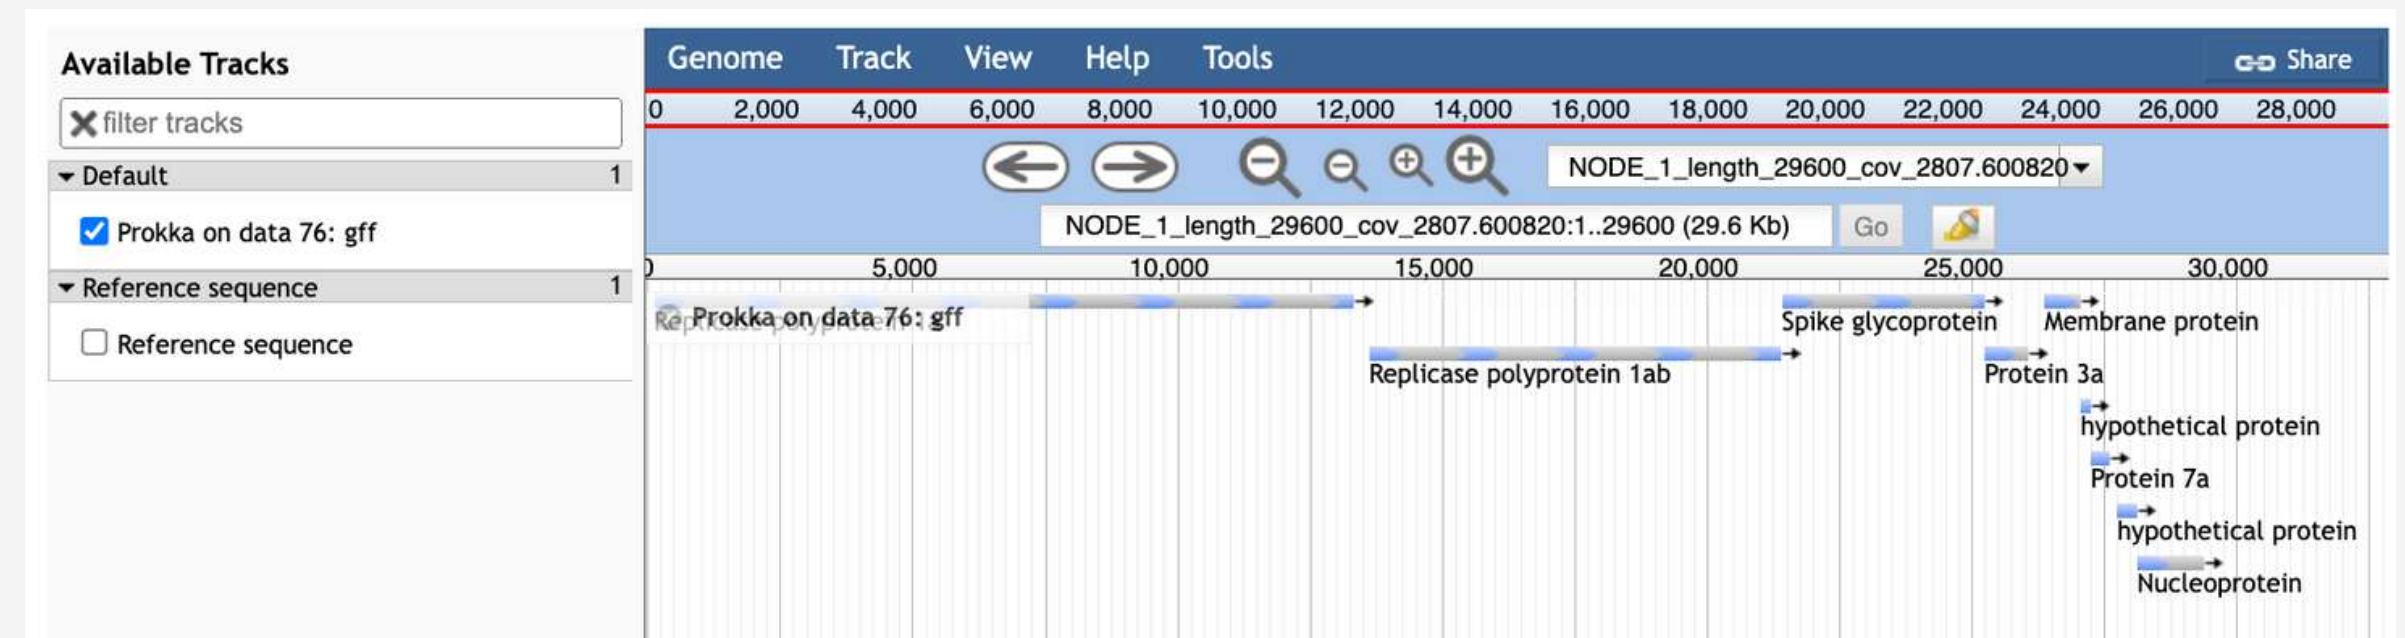 Available Tracks
filter tracks
Default 1
Prokka on data 76: gff
Reference sequence 1
Reference sequence
Genome Track View Help Tools Share
0 2,000 4,000 6,000 8,000 10,000 12,000 14,000 16,000 18,000 20,000 22,000 24,000 26,000 28,000
NODE_1_length_29600_cov_2807.600820
NODE_1_length_29600_cov_2807.600820:1..29600 (29.6 Kb) Go
0 5,000 10,000 15,000 20,000 25,000 30,000
Prokka on data 76: gff
Replicase polyprotein
Spike glycoprotein Membrane protein
Replicase polyprotein 1ab Protein 3a
hypothetical protein
Protein 7a
hypothetical protein
Nucleoprotein